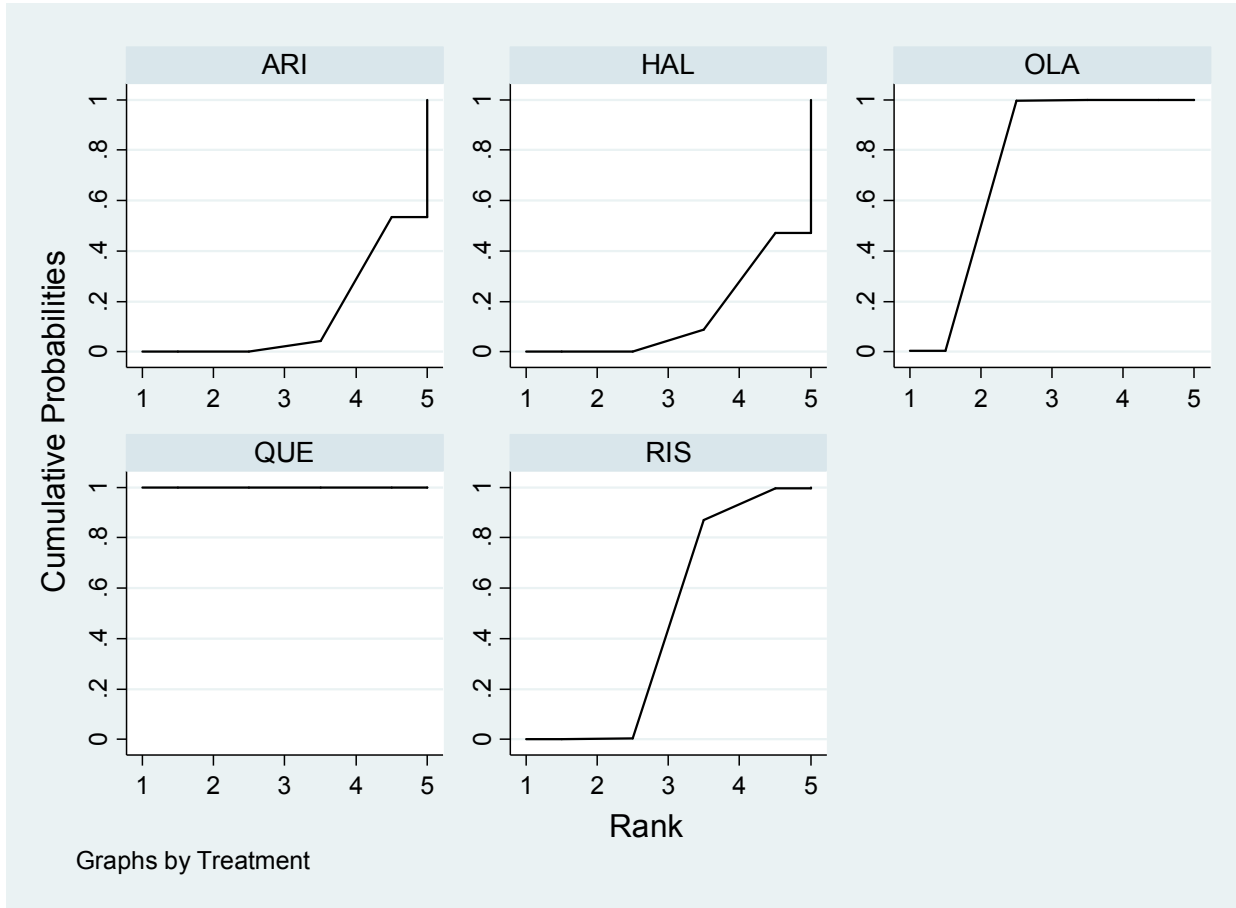 ARI
HAL
OLA
Cumulative Probabilities
0 .2 .4 .6 .8 1
1 2 3 4 5
0 .2 .4 .6 .8 1
1 2 3 4 5
0 .2 .4 .6 .8 1
1 2 3 4 5
QUE
RIS
0 .2 .4 .6 .8 1
1 2 3 4 5
0 .2 .4 .6 .8 1
1 2 3 4 5
Rank
Graphs by Treatment